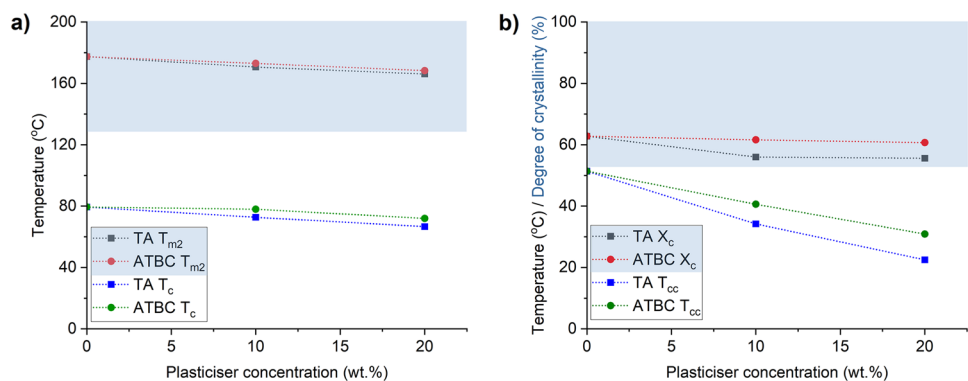 a)
200
160
120
80
40
0
Temperature (°C)
TA Tm2
ATBC Tm2
TA Tc
ATBC Tc
0 5 10 15 20
Plasticiser concentration (wt.%)
b)
100
80
60
40
20
0
Temperature (°C) / Degree of crystallinity (%)
TA Xc
ATBC Xc
TA Tcc
ATBC Tcc
0 5 10 15 20
Plasticiser concentration (wt.%)